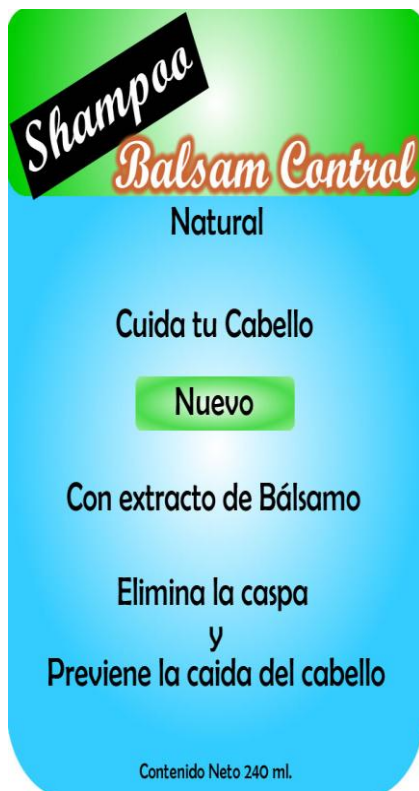 Shampoo
Balsam Control
Natural
Cuida tu Cabello
Nuevo
Con extracto de Bálsamo
Elimina la caspa
y
Previene la caida del cabello
Contenido Neto 240 ml.